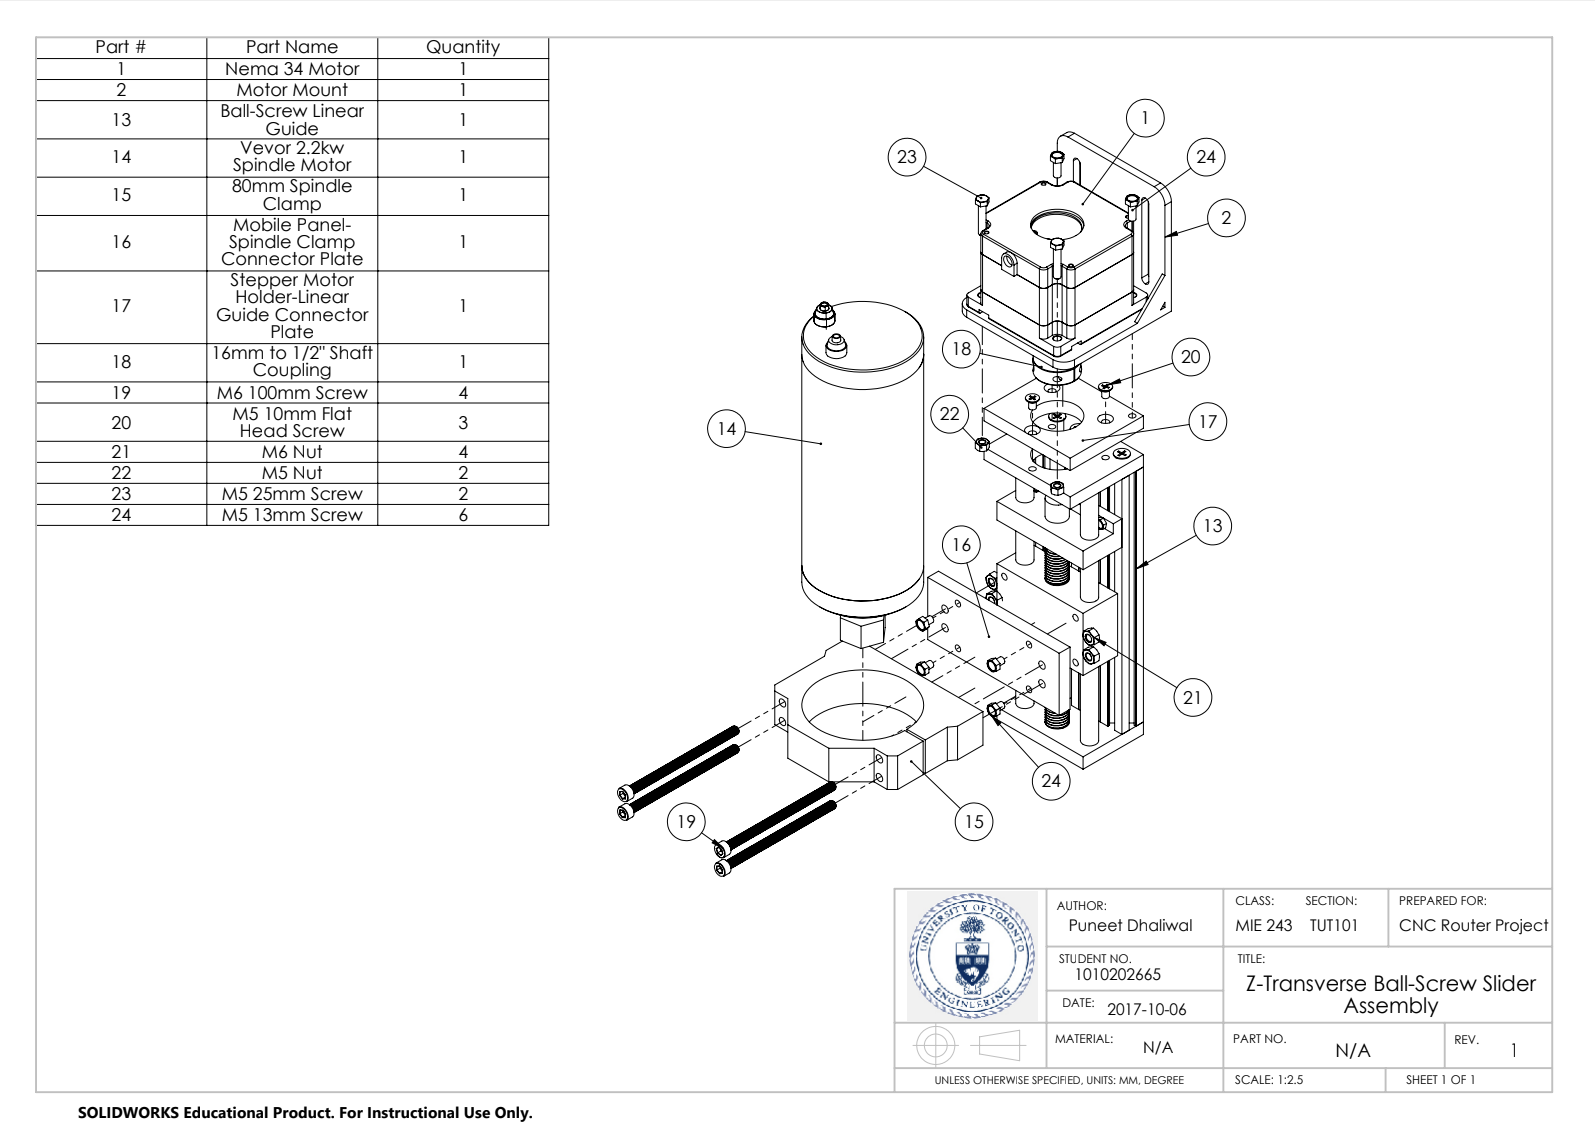 Part # Part Name Quantity
1 Nema 34 Motor 1
2 Motor Mount 1
13 Ball-Screw Linear 1
Guide
14 Vevor 2.2kw 1
Spindle Motor
15 80mm Spindle 1
Clamp
16 Mobile Panel- 1
Spindle Clamp
Connector Plate
17 Stepper Motor 1
Holder-Linear
Guide Connector
Plate
18 16mm to 1/2" Shaft 1
Coupling
19 M6 100mm Screw 4
20 M5 10mm Flat 3
Head Screw
21 M6 Nut 4
22 M5 Nut 2
23 M5 25mm Screw 2
24 M5 13mm Screw 6
1
23
24
2
18
20
22
17
14
13
16
21
24
19
15
UNIVERSITY OF TORONTO
ENGINEERING
AUTHOR:
Puneet Dhaliwal
CLASS: SECTION:
MIE 243 TUT101
PREPARED FOR:
CNC Router Project
STUDENT NO.
1010202665
DATE: 2017-10-06
TITLE:
Z-Transverse Ball-Screw Slider
Assembly
MATERIAL: N/A
PART NO. N/A
REV. 1
UNLESS OTHERWISE SPECIFIED, UNITS: MM, DEGREE
SCALE: 1:2.5
SHEET 1 OF 1
SOLIDWORKS Educational Product. For Instructional Use Only.